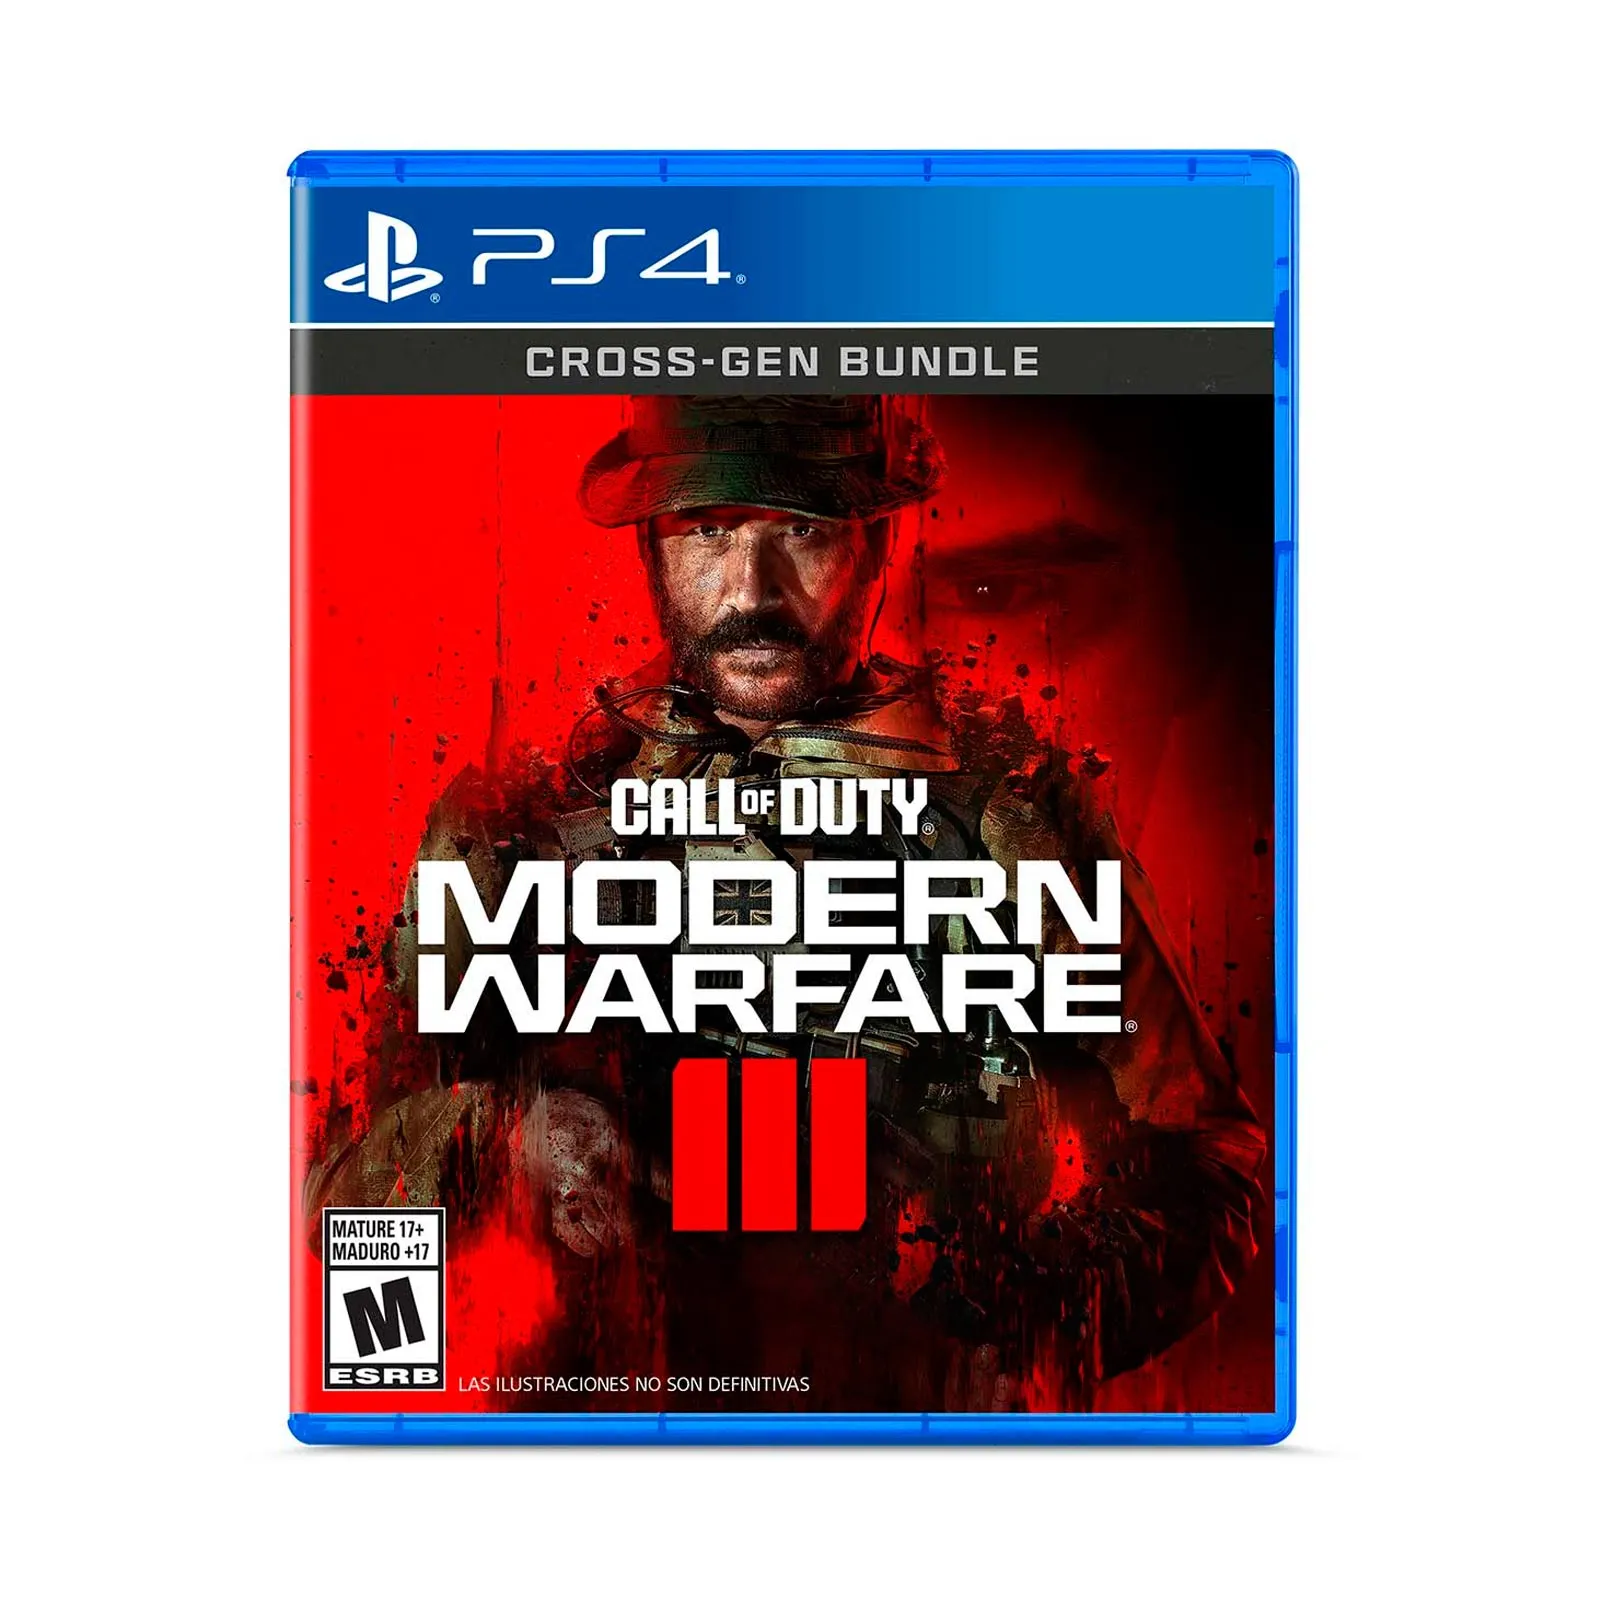 PS4®
CROSS-GEN BUNDLE
CALL OF DUTY®
MODERN
WARFARE®
III
MATURE 17+
MADURO +17
M
ESRB
LAS ILUSTRACIONES NO SON DEFINITIVAS